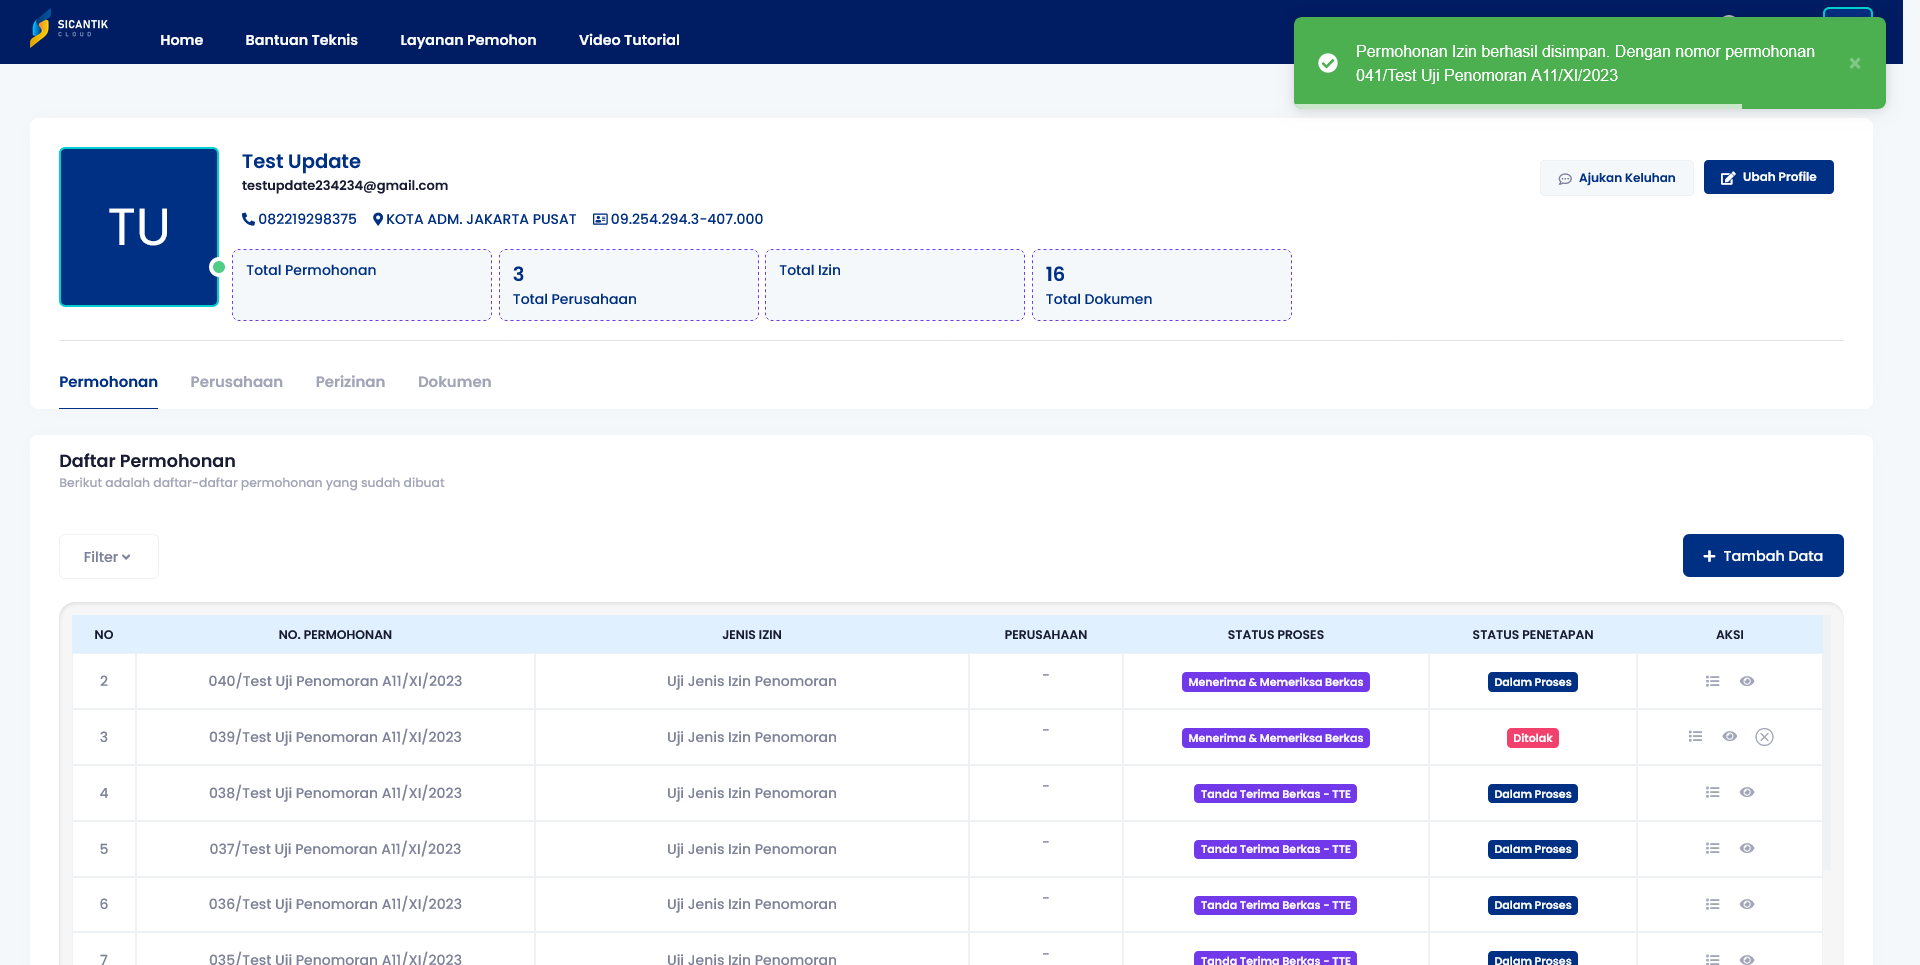 SICANTIK
CLOUD
Home
Bantuan Teknis
Layanan Pemohon
Video Tutorial
Permohonan Izin berhasil disimpan. Dengan nomor permohonan
041/Test Uji Penomoran A11/XI/2023
TU
Test Update
testupdate234234@gmail.com
082219298375
KOTA ADM. JAKARTA PUSAT
09.254.294.3-407.000
Ajukan Keluhan
Ubah Profile
Total Permohonan
3
Total Perusahaan
Total Izin
16
Total Dokumen
Permohonan
Perusahaan
Perizinan
Dokumen
Daftar Permohonan
Berikut adalah daftar-daftar permohonan yang sudah dibuat
Filter
+ Tambah Data
NO NO. PERMOHONAN JENIS IZIN PERUSAHAAN STATUS PROSES STATUS PENETAPAN AKSI
2 040/Test Uji Penomoran A11/XI/2023 Uji Jenis Izin Penomoran - Menerima & Memeriksa Berkas Dalam Proses
3 039/Test Uji Penomoran A11/XI/2023 Uji Jenis Izin Penomoran - Menerima & Memeriksa Berkas Ditolak
4 038/Test Uji Penomoran A11/XI/2023 Uji Jenis Izin Penomoran - Tanda Terima Berkas - TTE Dalam Proses
5 037/Test Uji Penomoran A11/XI/2023 Uji Jenis Izin Penomoran - Tanda Terima Berkas - TTE Dalam Proses
6 036/Test Uji Penomoran A11/XI/2023 Uji Jenis Izin Penomoran - Tanda Terima Berkas - TTE Dalam Proses
7 035/Test Uji Penomoran A11/XI/2023 Uji Jenis Izin Penomoran - Tanda Terima Berkas - TTE Dalam Proses